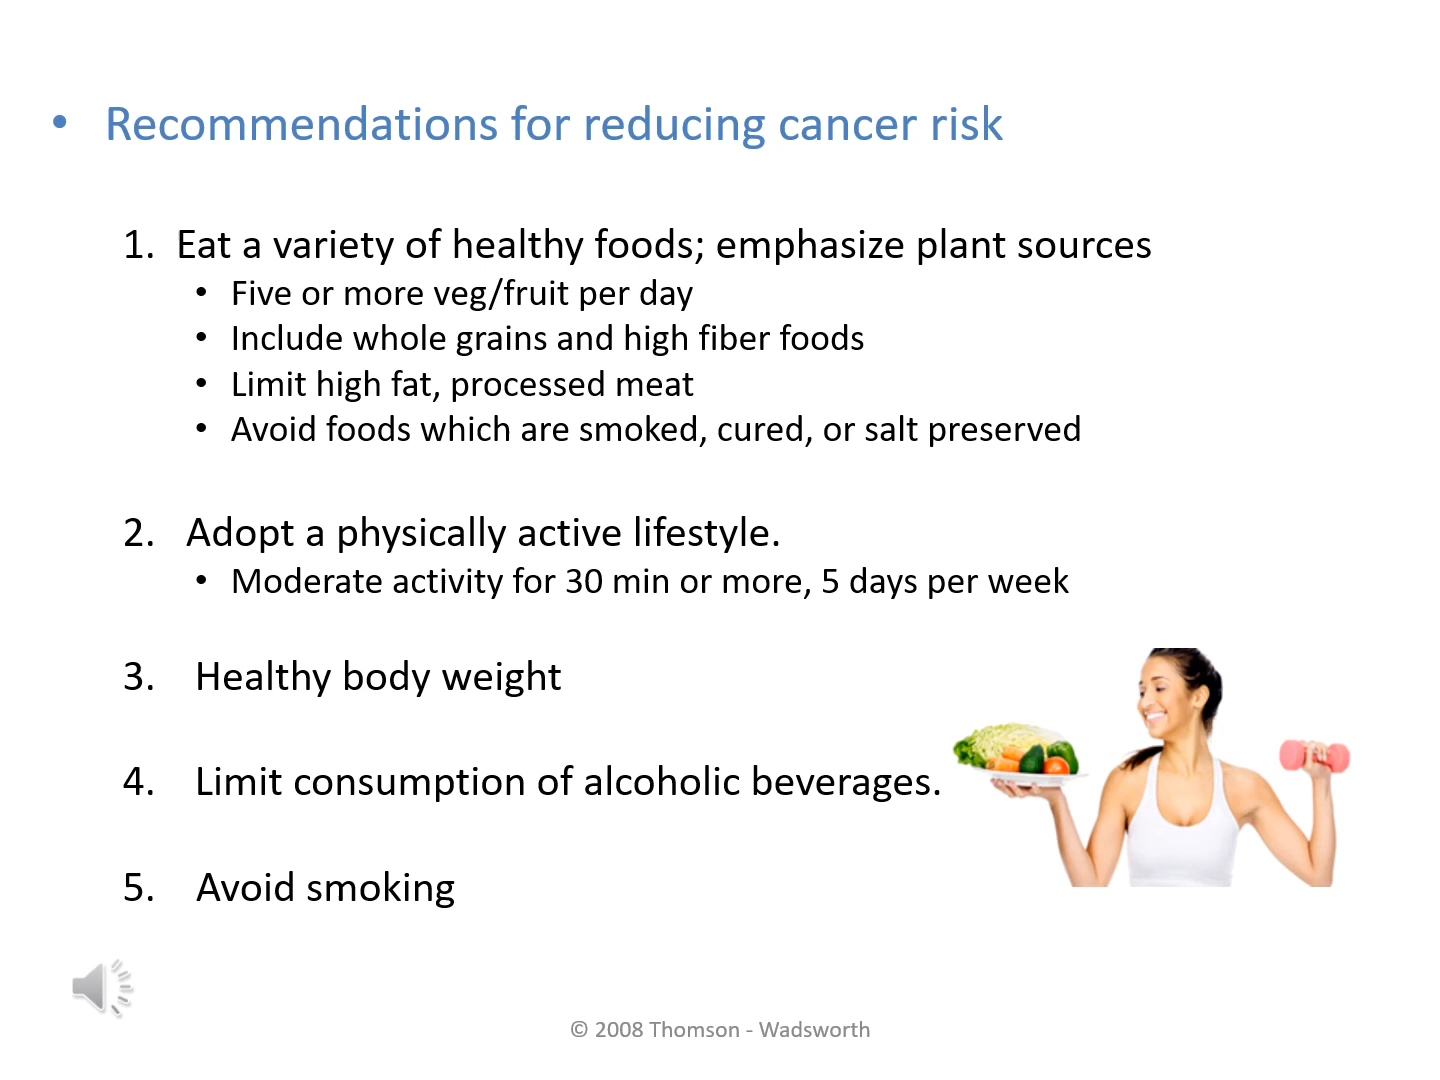 • Recommendations for reducing cancer risk
1. Eat a variety of healthy foods; emphasize plant sources
• Five or more veg/fruit per day
• Include whole grains and high fiber foods
• Limit high fat, processed meat
• Avoid foods which are smoked, cured, or salt preserved
2. Adopt a physically active lifestyle.
• Moderate activity for 30 min or more, 5 days per week
3. Healthy body weight
4. Limit consumption of alcoholic beverages.
5. Avoid smoking
© 2008 Thomson - Wadsworth